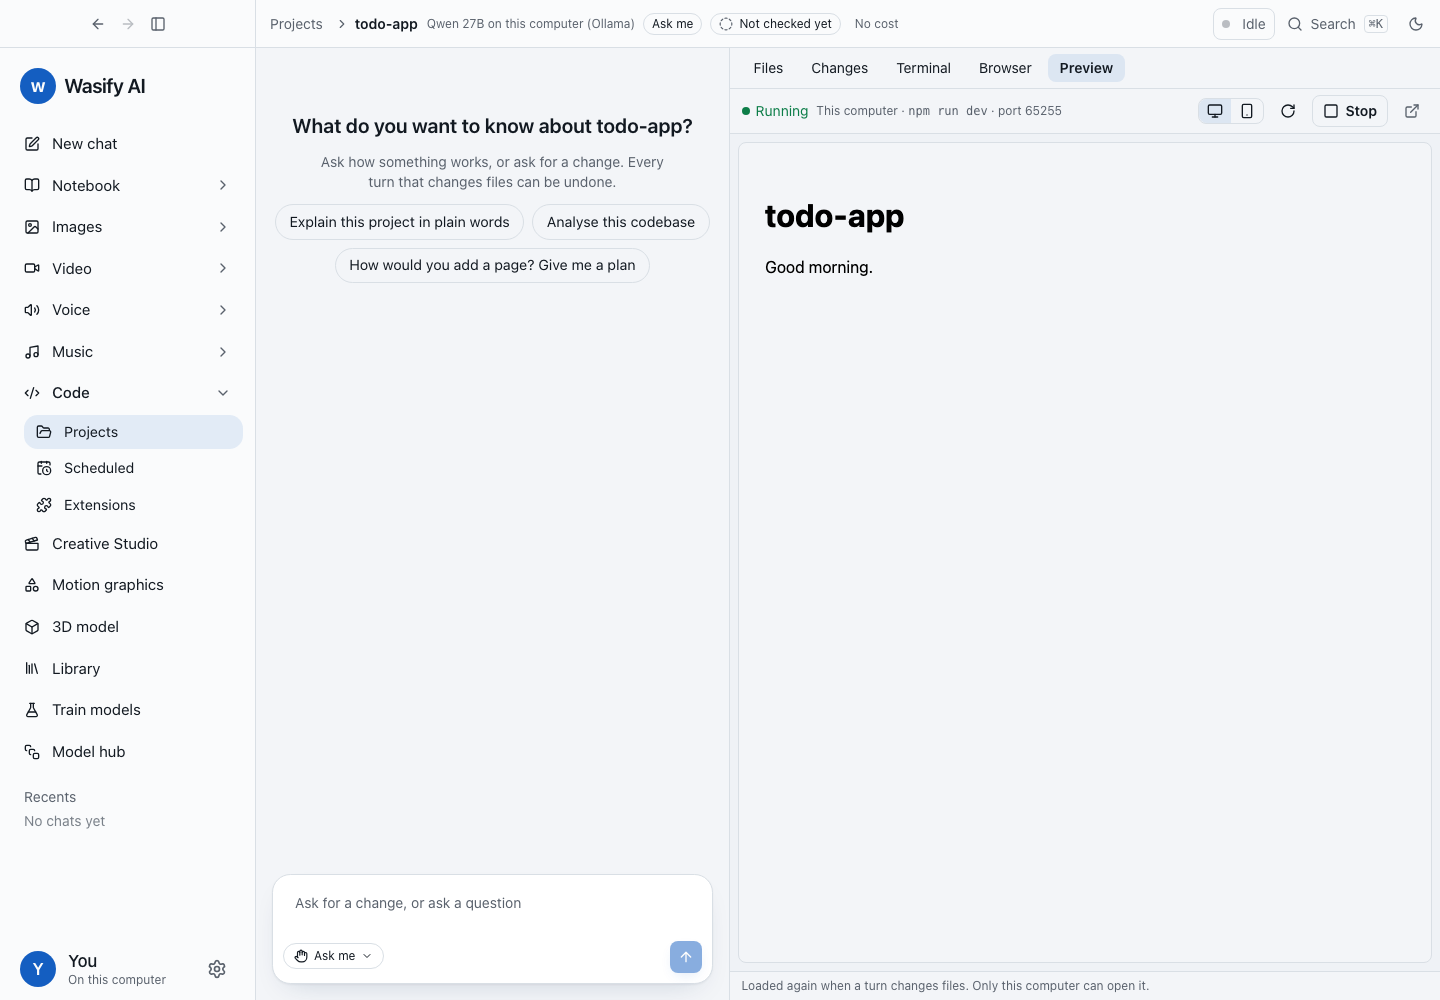 Projects
todo-app
Qwen 27B on this computer (Ollama)
Ask me
Not checked yet
No cost
Idle
Search
⌘K
W
Wasify AI
New chat
Notebook
Images
Video
Voice
Music
Code
Projects
Scheduled
Extensions
Creative Studio
Motion graphics
3D model
Library
Train models
Model hub
Recents
No chats yet
Y
You
On this computer
What do you want to know about todo-app?
Ask how something works, or ask for a change. Every
turn that changes files can be undone.
Explain this project in plain words
Analyse this codebase
How would you add a page? Give me a plan
Ask for a change, or ask a question
Ask me
Files
Changes
Terminal
Browser
Preview
Running
This computer · npm run dev · port 65255
Stop
todo-app
Good morning.
Loaded again when a turn changes files. Only this computer can open it.